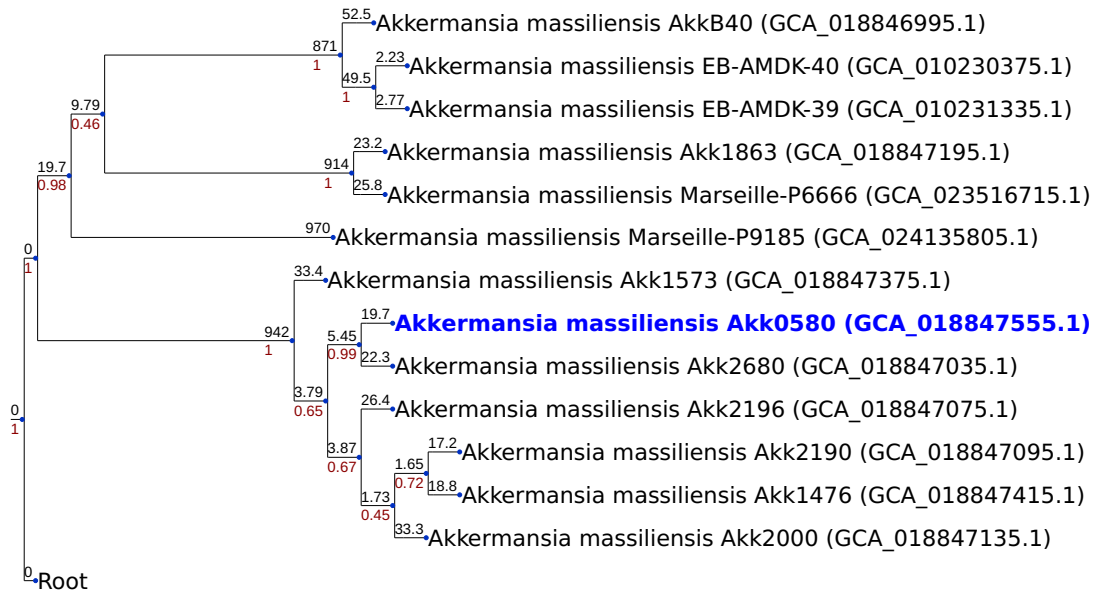 52.5
Akkermansia massiliensis AkkB40 (GCA_018846995.1)
871
1
2.23
Akkermansia massiliensis EB-AMDK-40 (GCA_010230375.1)
49.5
1
2.77
Akkermansia massiliensis EB-AMDK-39 (GCA_010231335.1)
9.79
0.46
23.2
Akkermansia massiliensis Akk1863 (GCA_018847195.1)
914
1
25.8
Akkermansia massiliensis Marseille-P6666 (GCA_023516715.1)
19.7
0.98
970
Akkermansia massiliensis Marseille-P9185 (GCA_024135805.1)
0
1
33.4
Akkermansia massiliensis Akk1573 (GCA_018847375.1)
942
1
19.7
Akkermansia massiliensis Akk0580 (GCA_018847555.1)
5.45
0.99
22.3
Akkermansia massiliensis Akk2680 (GCA_018847035.1)
3.79
0.65
26.4
Akkermansia massiliensis Akk2196 (GCA_018847075.1)
3.87
0.67
17.2
Akkermansia massiliensis Akk2190 (GCA_018847095.1)
1.65
0.72
18.8
Akkermansia massiliensis Akk1476 (GCA_018847415.1)
1.73
0.45
33.3
Akkermansia massiliensis Akk2000 (GCA_018847135.1)
0
1
0
Root